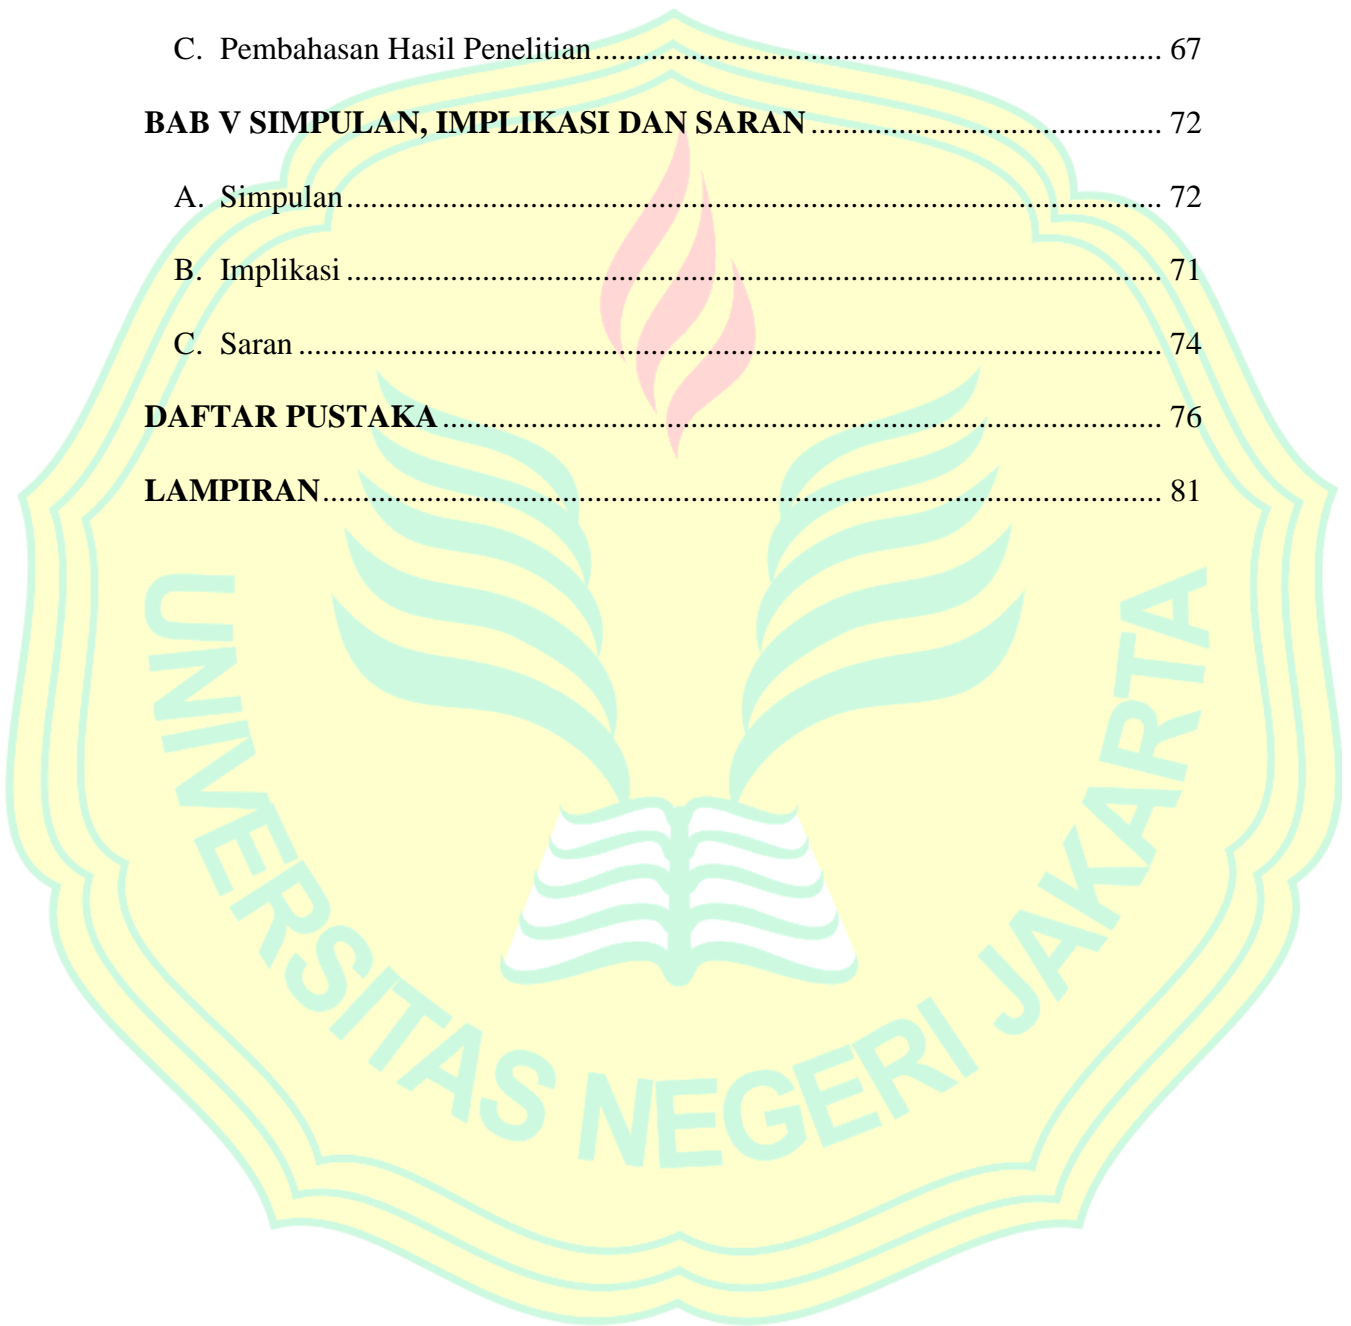 C. Pembahasan Hasil Penelitian........................................................................ 67
BAB V SIMPULAN, IMPLIKASI DAN SARAN............................................. 72
A. Simpulan....................................................................................................... 72
B. Implikasi....................................................................................................... 71
C. Saran............................................................................................................. 74
DAFTAR PUSTAKA........................................................................................... 76
LAMPIRAN.......................................................................................................... 81
UNIVERSITAS NEGERI JAKARTA